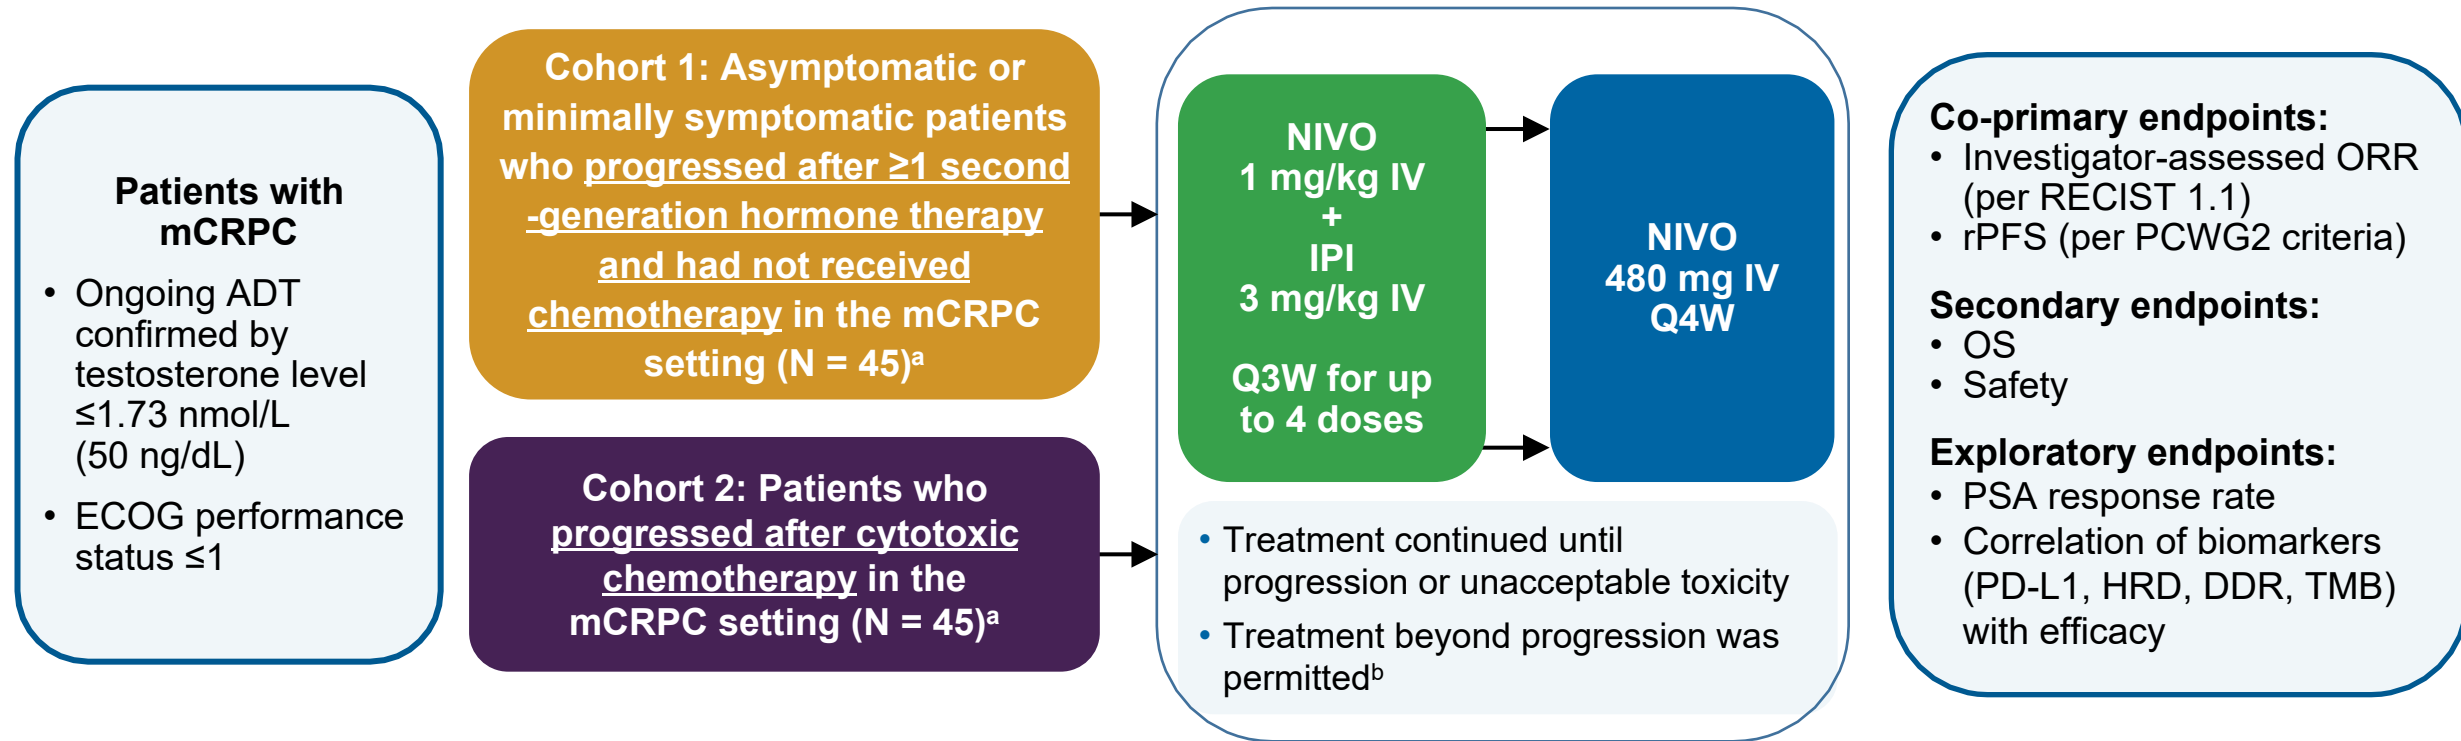 Patients with
mCRPC
• Ongoing ADT
confirmed by
testosterone level
≤1.73 nmol/L
(50 ng/dL)
• ECOG performance
status ≤1
Cohort 1: Asymptomatic or
minimally symptomatic patients
who progressed after ≥1 second
-generation hormone therapy
and had not received
chemotherapy in the mCRPC
setting (N = 45)ᵃ
Cohort 2: Patients who
progressed after cytotoxic
chemotherapy in the
mCRPC setting (N = 45)ᵃ
NIVO
1 mg/kg IV
+
IPI
3 mg/kg IV
Q3W for up
to 4 doses
NIVO
480 mg IV
Q4W
• Treatment continued until
progression or unacceptable toxicity
• Treatment beyond progression was
permittedᵇ
Co-primary endpoints:
• Investigator-assessed ORR
(per RECIST 1.1)
• rPFS (per PCWG2 criteria)
Secondary endpoints:
• OS
• Safety
Exploratory endpoints:
• PSA response rate
• Correlation of biomarkers
(PD-L1, HRD, DDR, TMB)
with efficacy